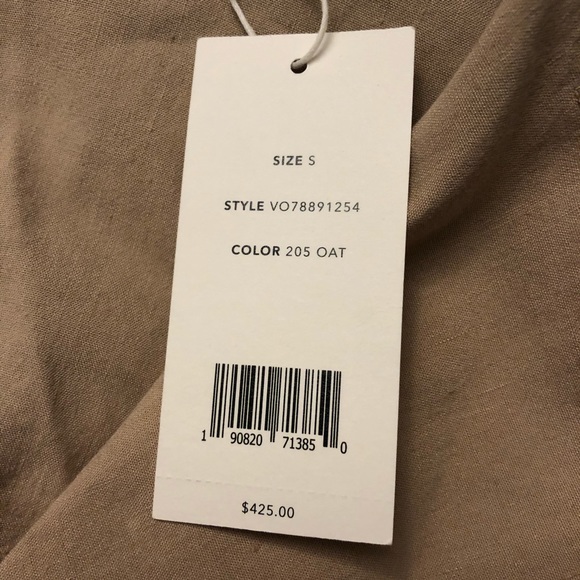 SIZE S
STYLE VO78891254
COLOR 205 OAT
1 90820 71385 0
$425.00